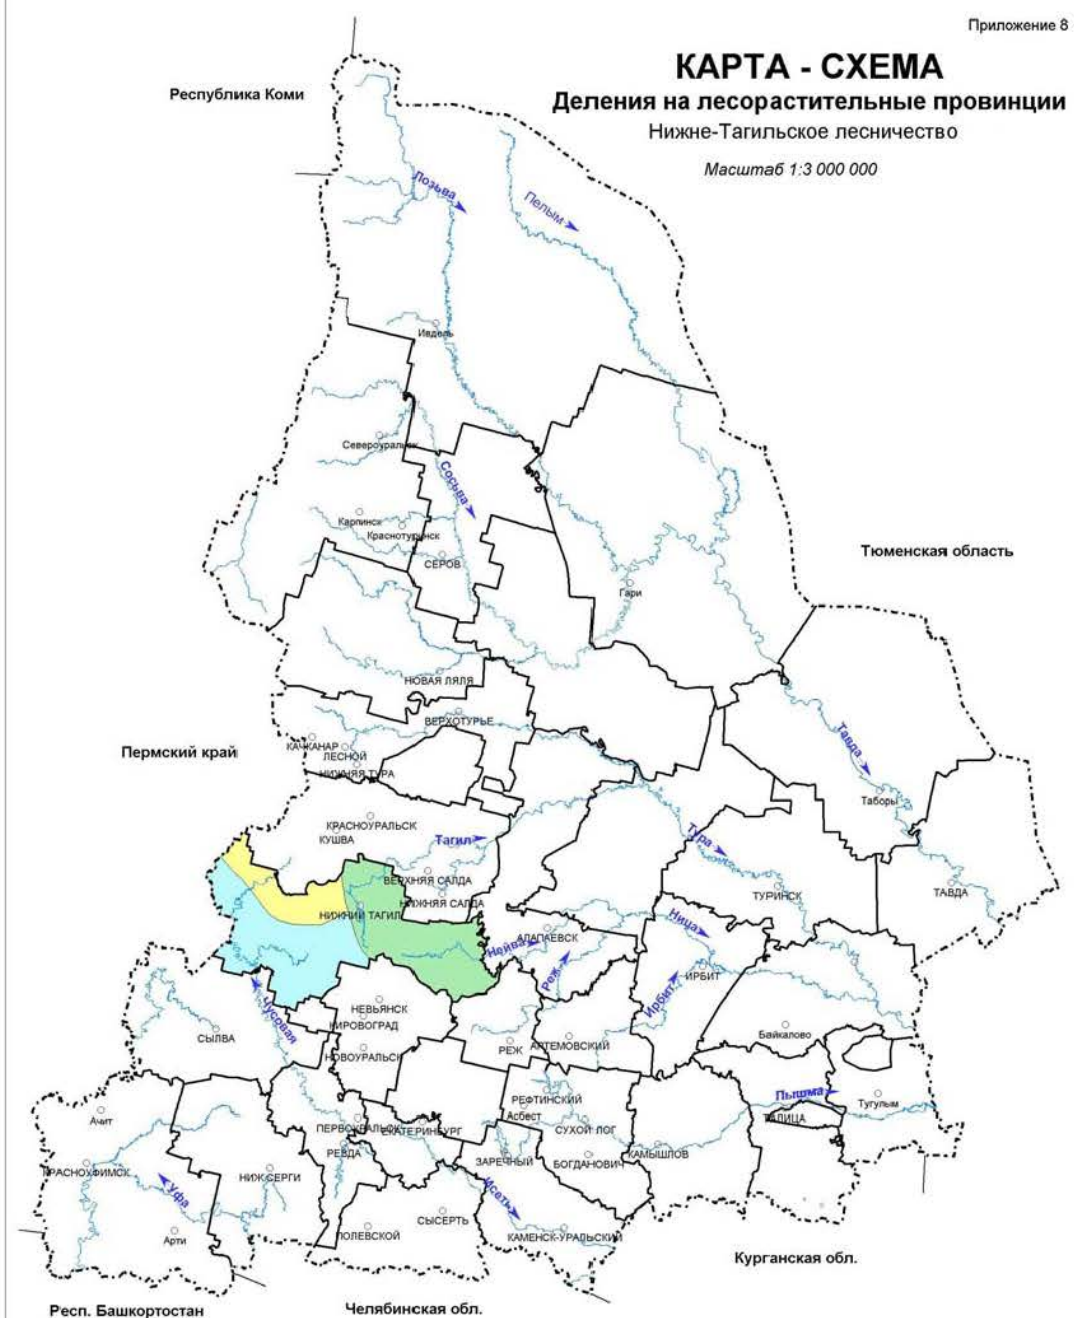 Приложение 8
КАРТА - СХЕМА
Деления на лесорастительные провинции
Нижне-Тагильское лесничество
Масштаб 1:3 000 000
Республика Коми
Лозьва
Пелым
Ивдель
Североуральск
Сосьва
Карпинск
Краснотурьинск
СЕРОВ
Тюменская область
Гари
НОВАЯ ЛЯЛЯ
ВЕРХОТУРЬЕ
Пермский край
КАЧКАНАР
ЛЕСНОЙ
НИЖНЯЯ ТУРА
Тавда
Таборы
КРАСНОУРАЛЬСК
КУШВА
Тагил
Тура
ВЕРХНЯЯ САЛДА
ТУРИНСК
ТАВДА
НИЖНЯЯ САЛДА
НИЖНИЙ ТАГИЛ
Ница
АЛАПАЕВСК
Нейва
Реж
ИРБИТ
Ирбит
Чусовая
НЕВЬЯНСК
КИРОВОГРАД
СЫЛВА
Байкалово
НОВОУРАЛЬСК
РЕЖ
АРТЕМОВСКИЙ
Пышма
Тугулым
РЕФТИНСКИЙ
Асбест
ТАЛИЦА
Ачит
ПЕРВОУРАЛЬСК
ЕКАТЕРИНБУРГ
СУХОЙ ЛОГ
РЕВДА
КАМЫШЛОВ
КРАСНОУФИМСК
ЗАРЕЧНЫЙ
БОГДАНОВИЧ
НИЖ.СЕРГИ
Уфа
Исеть
СЫСЕРТЬ
Арти
ПОЛЕВСКОЙ
КАМЕНСК-УРАЛЬСКИЙ
Курганская обл.
Респ. Башкортостан
Челябинская обл.